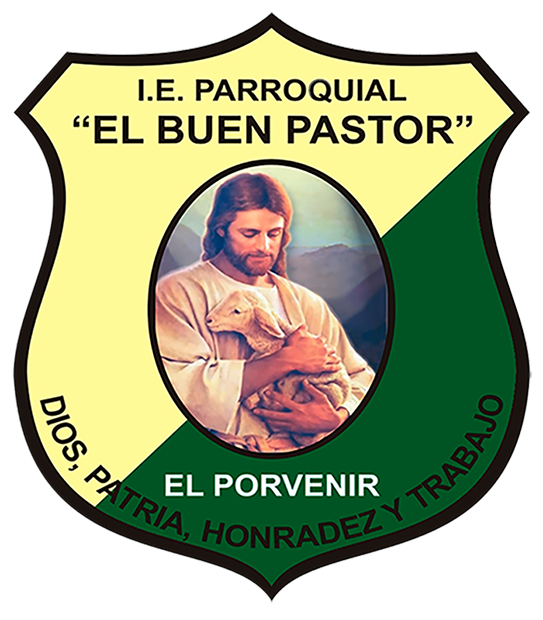 I.E. PARROQUIAL
“EL BUEN PASTOR”
EL PORVENIR
DIOS, PATRIA, HONRADEZ Y TRABAJO